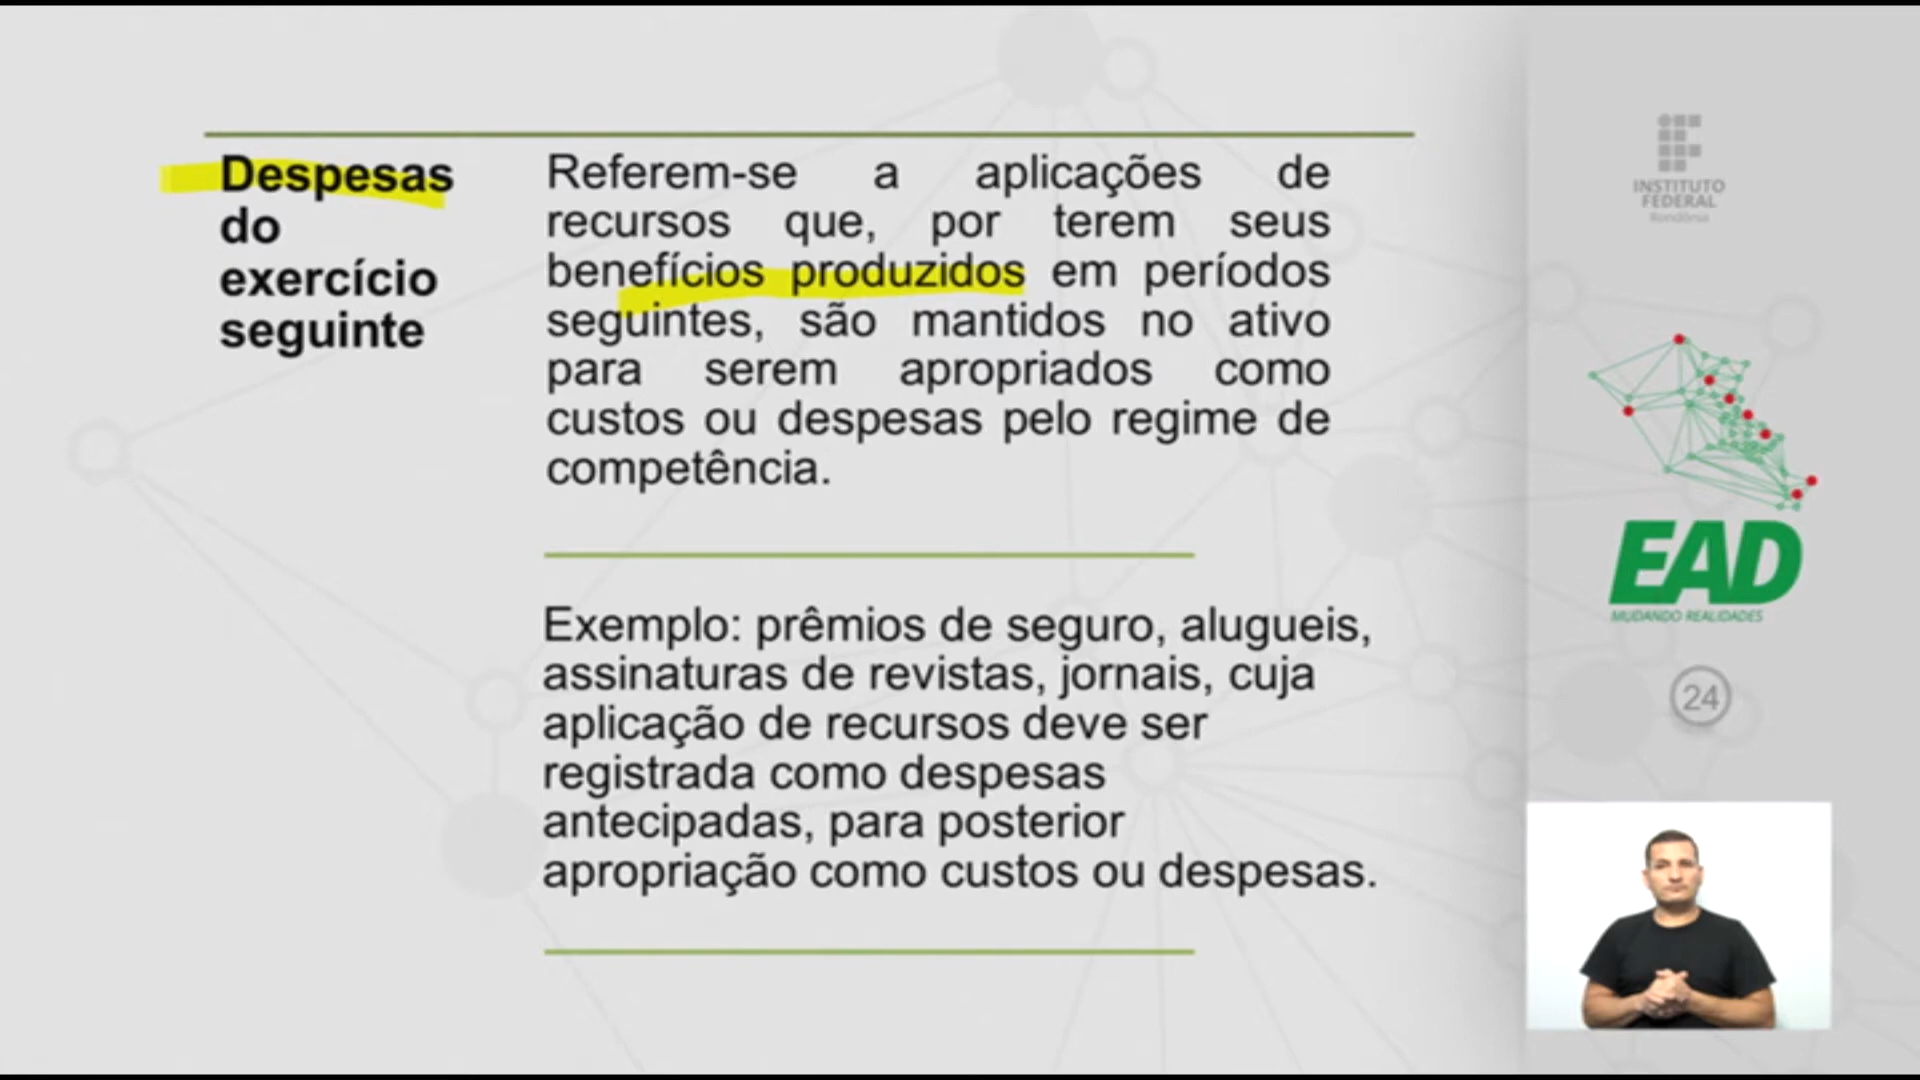 Despesas
do
exercício
seguinte
Referem-se a aplicações de
recursos que, por terem seus
benefícios produzidos em períodos
seguintes, são mantidos no ativo
para serem apropriados como
custos ou despesas pelo regime de
competência.
Exemplo: prêmios de seguro, alugueis,
assinaturas de revistas, jornais, cuja
aplicação de recursos deve ser
registrada como despesas
antecipadas, para posterior
apropriação como custos ou despesas.
INSTITUTO
FEDERAL
Rondônia
EAD
MUDANDO REALIDADES
24